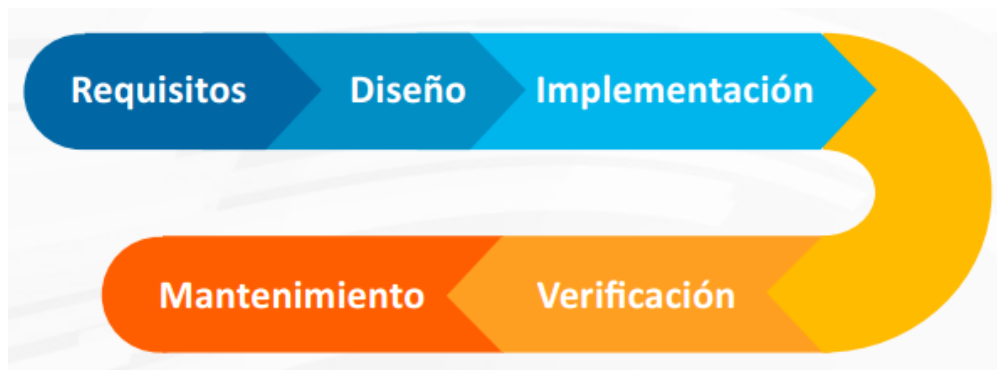 Requisitos
Diseño
Implementación
Verificación
Mantenimiento